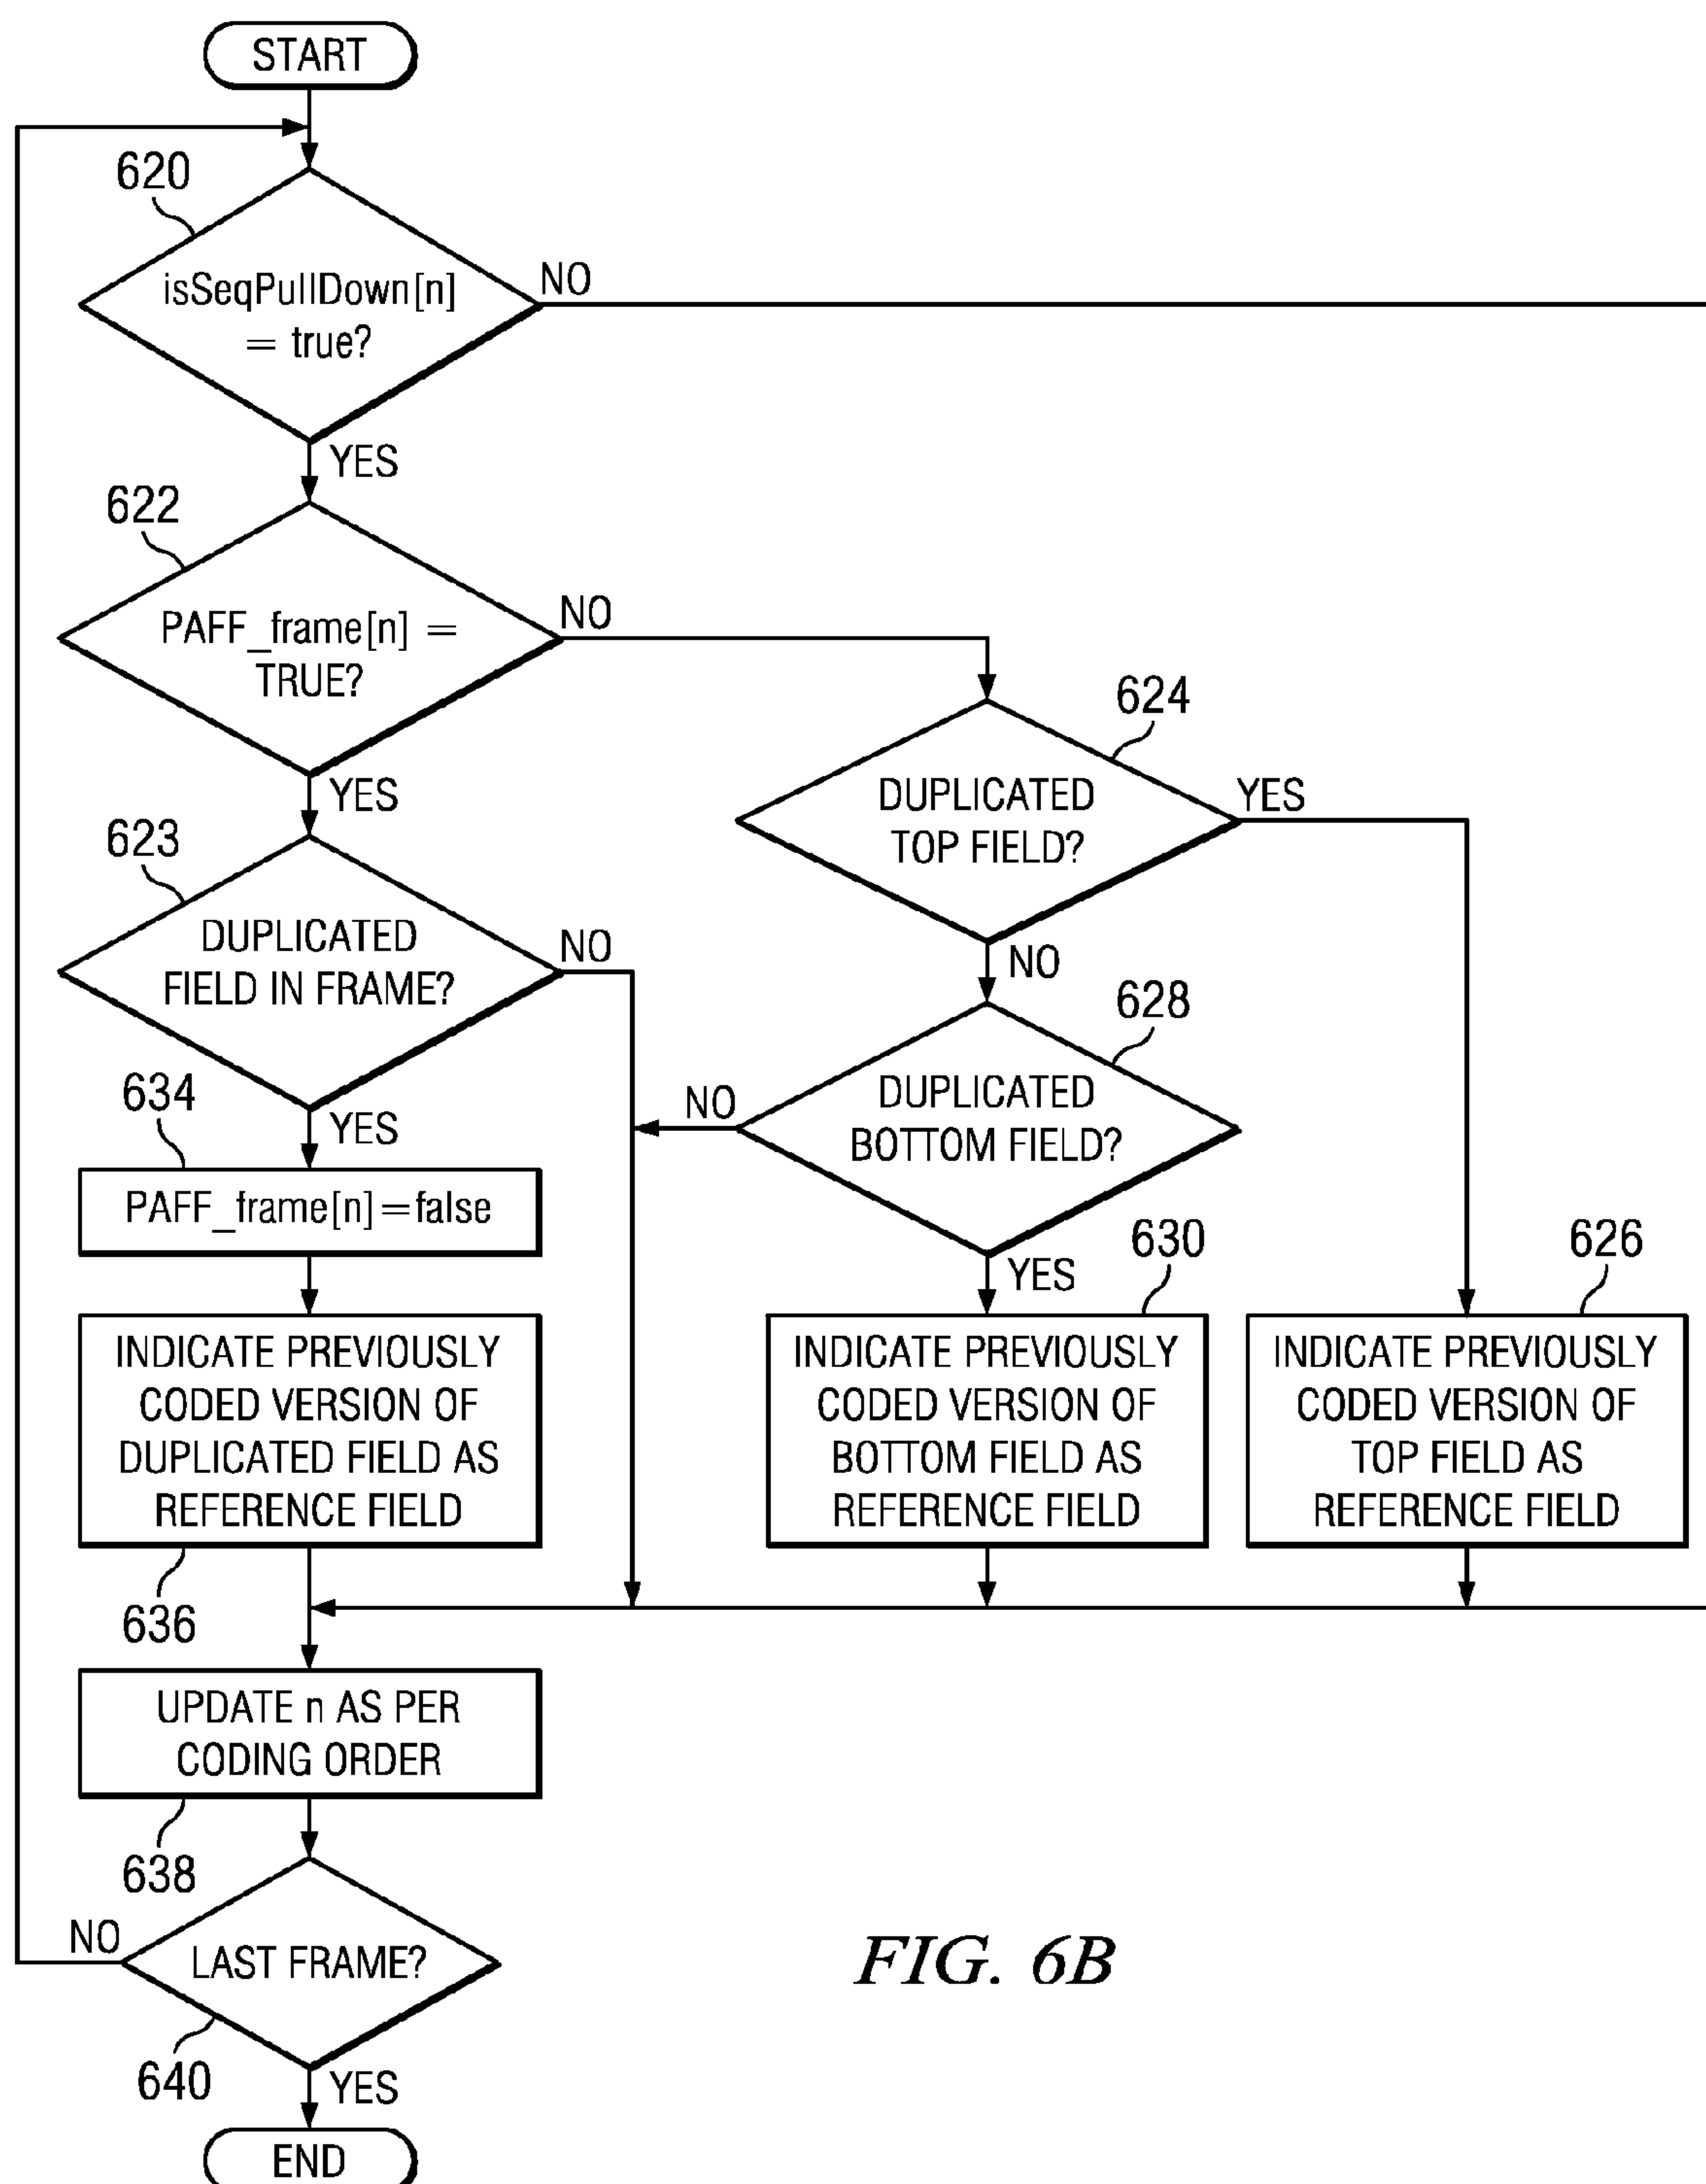 START
620
isSeqPullDown[n]
= true?
NO
YES
622
PAFF_frame[n] =
TRUE?
NO
YES
624
DUPLICATED
TOP FIELD?
YES
NO
623
DUPLICATED
FIELD IN FRAME?
NO
YES
628
DUPLICATED
BOTTOM FIELD?
NO
YES
634
PAFF_frame[n]=false
630
626
INDICATE PREVIOUSLY
CODED VERSION OF
DUPLICATED FIELD AS
REFERENCE FIELD
INDICATE PREVIOUSLY
CODED VERSION OF
BOTTOM FIELD AS
REFERENCE FIELD
INDICATE PREVIOUSLY
CODED VERSION OF
TOP FIELD AS
REFERENCE FIELD
636
UPDATE n AS PER
CODING ORDER
638
NO
LAST FRAME?
640
YES
END
FIG. 6B